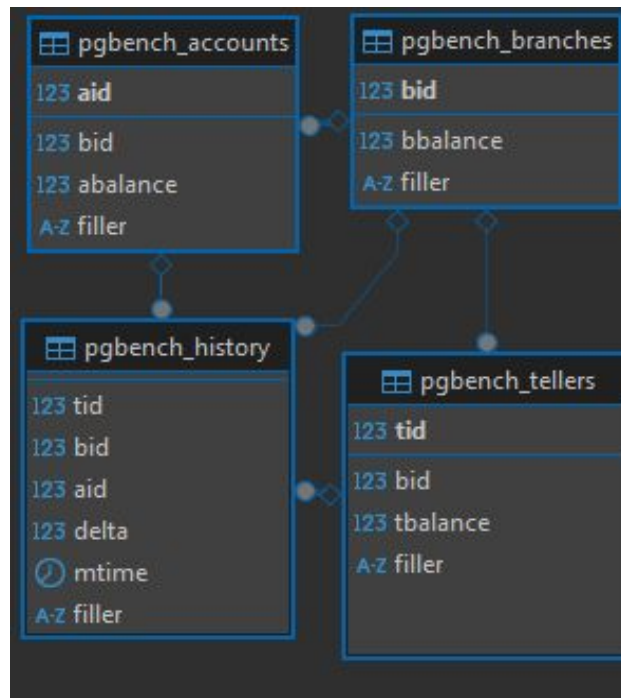 pgbench_accounts
123 aid
123 bid
123 abalance
A-Z filler
pgbench_branches
123 bid
123 bbalance
A-Z filler
pgbench_history
123 tid
123 bid
123 aid
123 delta
mtime
A-Z filler
pgbench_tellers
123 tid
123 bid
123 tbalance
A-Z filler